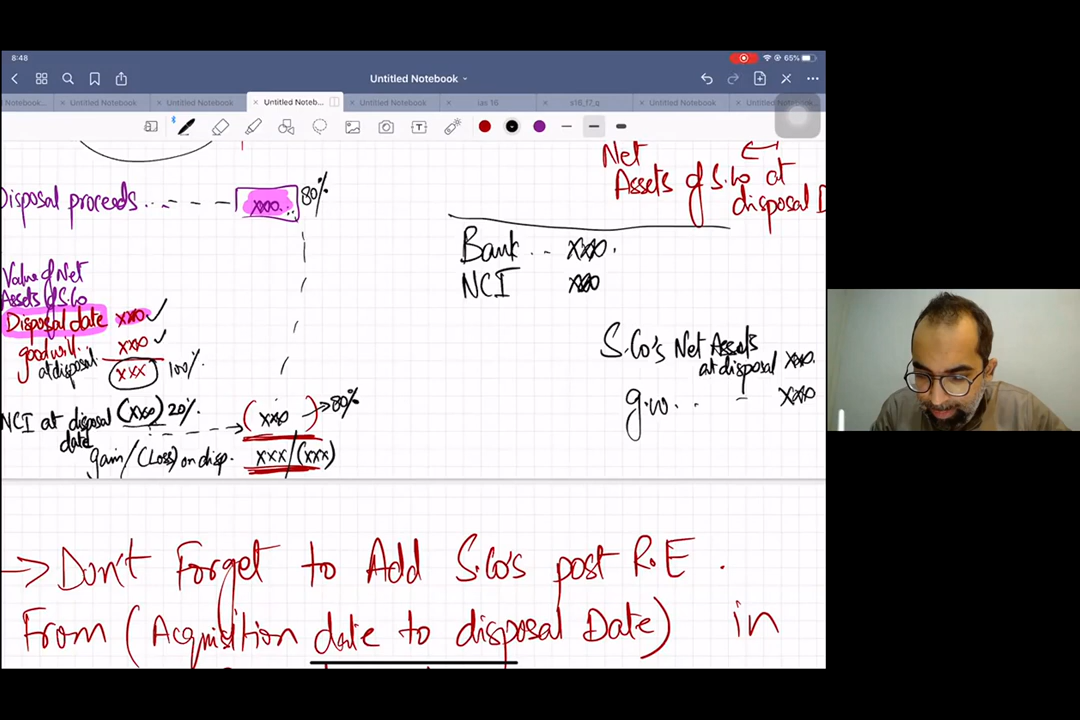 8:48
65%
Untitled Notebook
Notebook...
Untitled Notebook
Untitled Notebook
Untitled Noteb...
Untitled Notebook
ias 16
s16_f7_q
Untitled Notebook
Untitled Notebook
Disposal proceeds ... xxx. 80%
Value of Net
Assets of S.Co
Disposal date xxx
goodwill xxx
at disposal
xxx 100%
NCI at disposal (xxx) 20%.
date
(xxx) 80%
gain/(Loss) on disp. xxx/(xxx)
Net
Assets of S.Co at
disposal D
Bank .. xxx.
NCI xxx
S.Co's Net Assets
at disposal xxx.
g.w. .. - xxx
→ Don't Forget to Add S.Co's post R.E.
From (Acquisition date to disposal Date) in